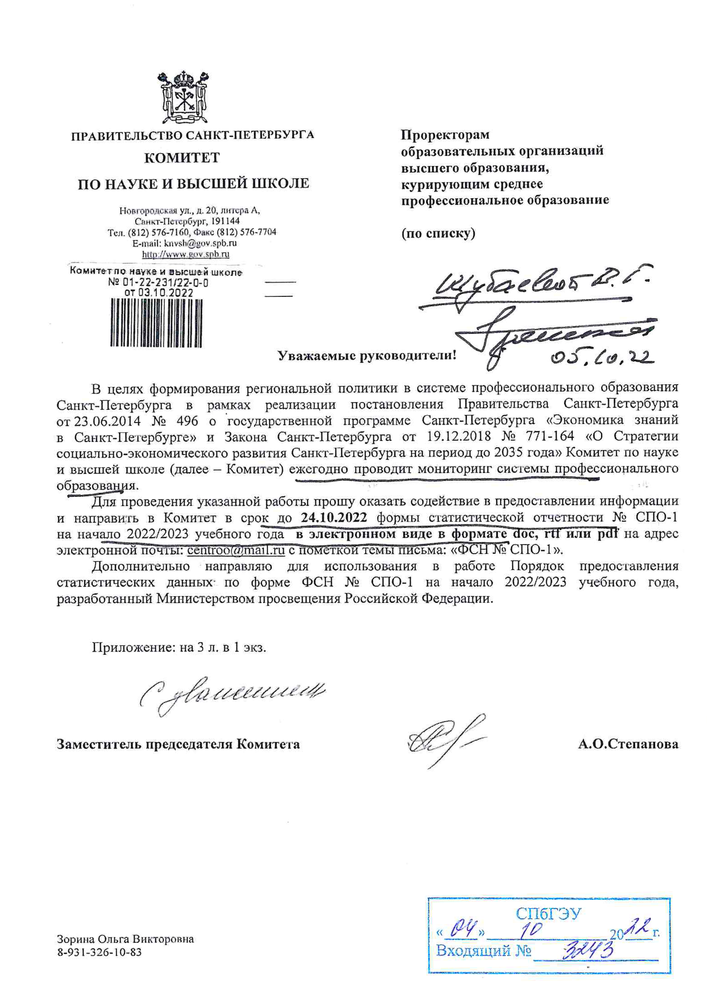 ПРАВИТЕЛЬСТВО САНКТ-ПЕТЕРБУРГА
КОМИТЕТ
ПО НАУКЕ И ВЫСШЕЙ ШКОЛЕ
Новгородская ул., д. 20, литера А,
Санкт-Петербург, 191144
Тел. (812) 576-7160, Факс (812) 576-7704
E-mail: knvsh@gov.spb.ru
http://www.gov.spb.ru
Комитет по науке и высшей школе
№ 01-22-231/22-0-0
от 03.10.2022
Проректорам
образовательных организаций
высшего образования,
курирующим среднее
профессиональное образование
(по списку)
Шубаевой В.Г.
05.10.22
Уважаемые руководители!
В целях формирования региональной политики в системе профессионального образования
Санкт-Петербурга в рамках реализации постановления Правительства Санкт-Петербурга
от 23.06.2014 № 496 о государственной программе Санкт-Петербурга «Экономика знаний
в Санкт-Петербурге» и Закона Санкт-Петербурга от 19.12.2018 № 771-164 «О Стратегии
социально-экономического развития Санкт-Петербурга на период до 2035 года» Комитет по науке
и высшей школе (далее – Комитет) ежегодно проводит мониторинг системы профессионального
образования.
Для проведения указанной работы прошу оказать содействие в предоставлении информации
и направить в Комитет в срок до 24.10.2022 формы статистической отчетности № СПО-1
на начало 2022/2023 учебного года в электронном виде в формате doc, rtf или pdf на адрес
электронной почты: centroo@mail.ru с пометкой темы письма: «ФСН № СПО-1».
Дополнительно направляю для использования в работе Порядок предоставления
статистических данных по форме ФСН № СПО-1 на начало 2022/2023 учебного года,
разработанный Министерством просвещения Российской Федерации.
Приложение: на 3 л. в 1 экз.
С уважением
Заместитель председателя Комитета А.О.Степанова
Зорина Ольга Викторовна
8-931-326-10-83
СПбГЭУ
«04» 10 2022 г.
Входящий № 3243